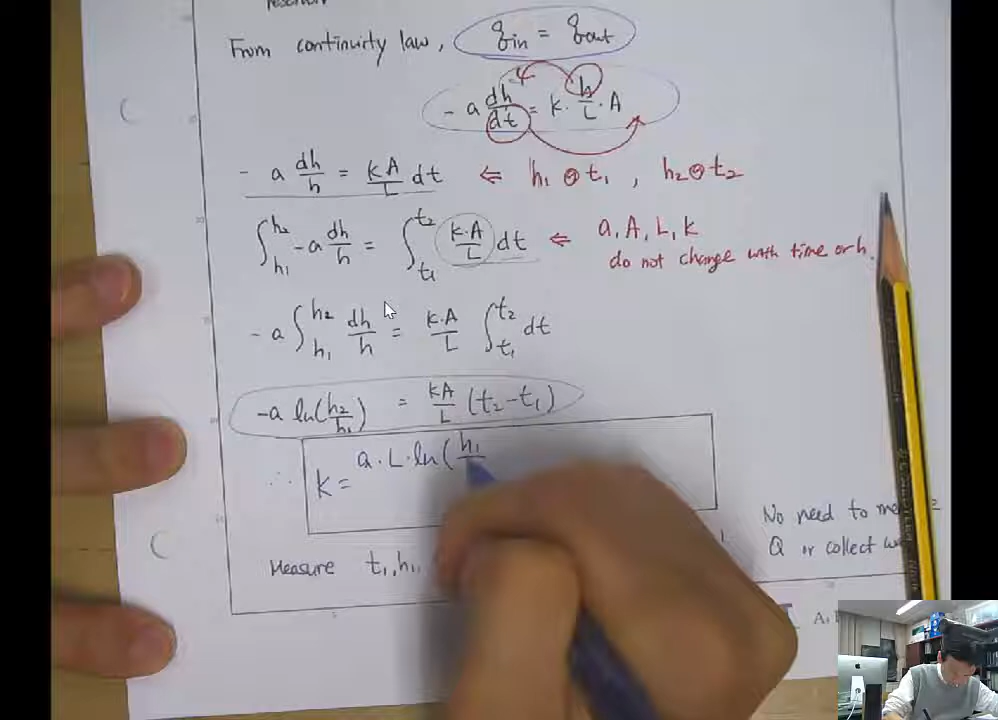 From continuity law, qin = qout
- a dh/dt = k · h/L · A
- a dh/h = kA/L dt ⇐ h1 @ t1 , h2 @ t2
∫h1^h2 -a dh/h = ∫t1^t2 k·A/L dt ⇐ a, A, L, k
do not change with time or h.
- a ∫h1^h2 dh/h = k·A/L ∫t1^t2 dt
-a ln(h2/h1) = kA/L (t2-t1)
∴ k = a · L · ln(h1
No need to
Measure t1, h1,
Q or collect